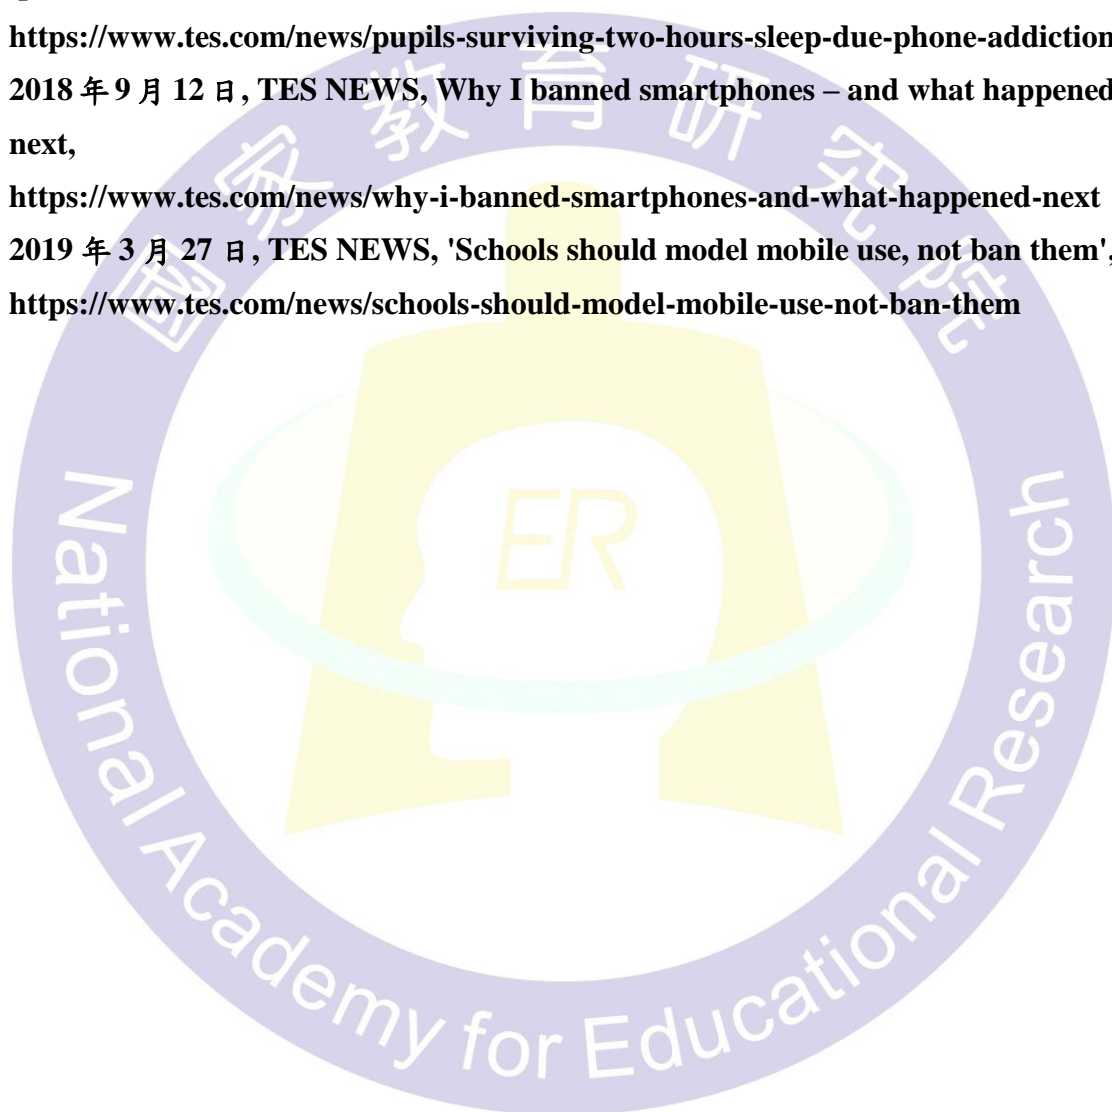 https://www.tes.com/news/pupils-surviving-two-hours-sleep-due-phone-addiction
2018 年 9 月 12 日, TES NEWS, Why I banned smartphones – and what happened
next,
https://www.tes.com/news/why-i-banned-smartphones-and-what-happened-next
2019 年 3 月 27 日, TES NEWS, 'Schools should model mobile use, not ban them',
https://www.tes.com/news/schools-should-model-mobile-use-not-ban-them
國家教育研究院
ER
National Academy for Educational Research